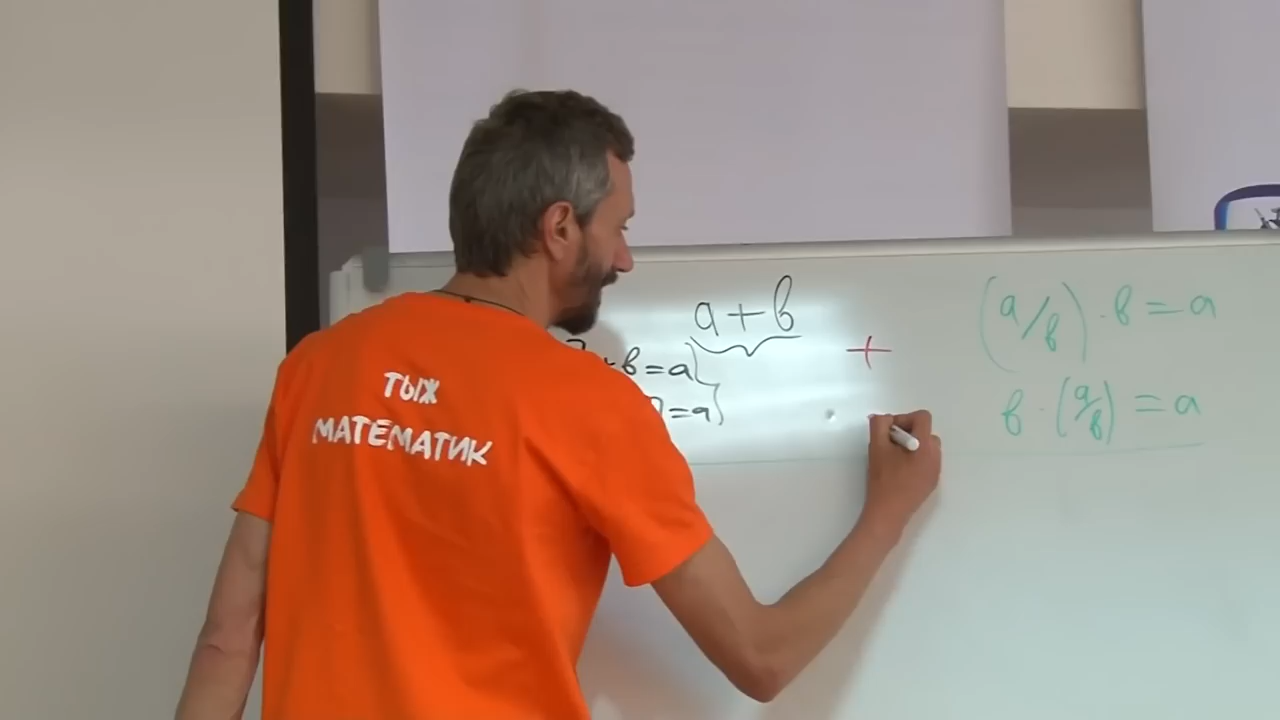 ТЫЖ
МАТЕМАТИК
a + b
+ b = a
= a
+
(a/b) · b = a
b · (a/b) = a